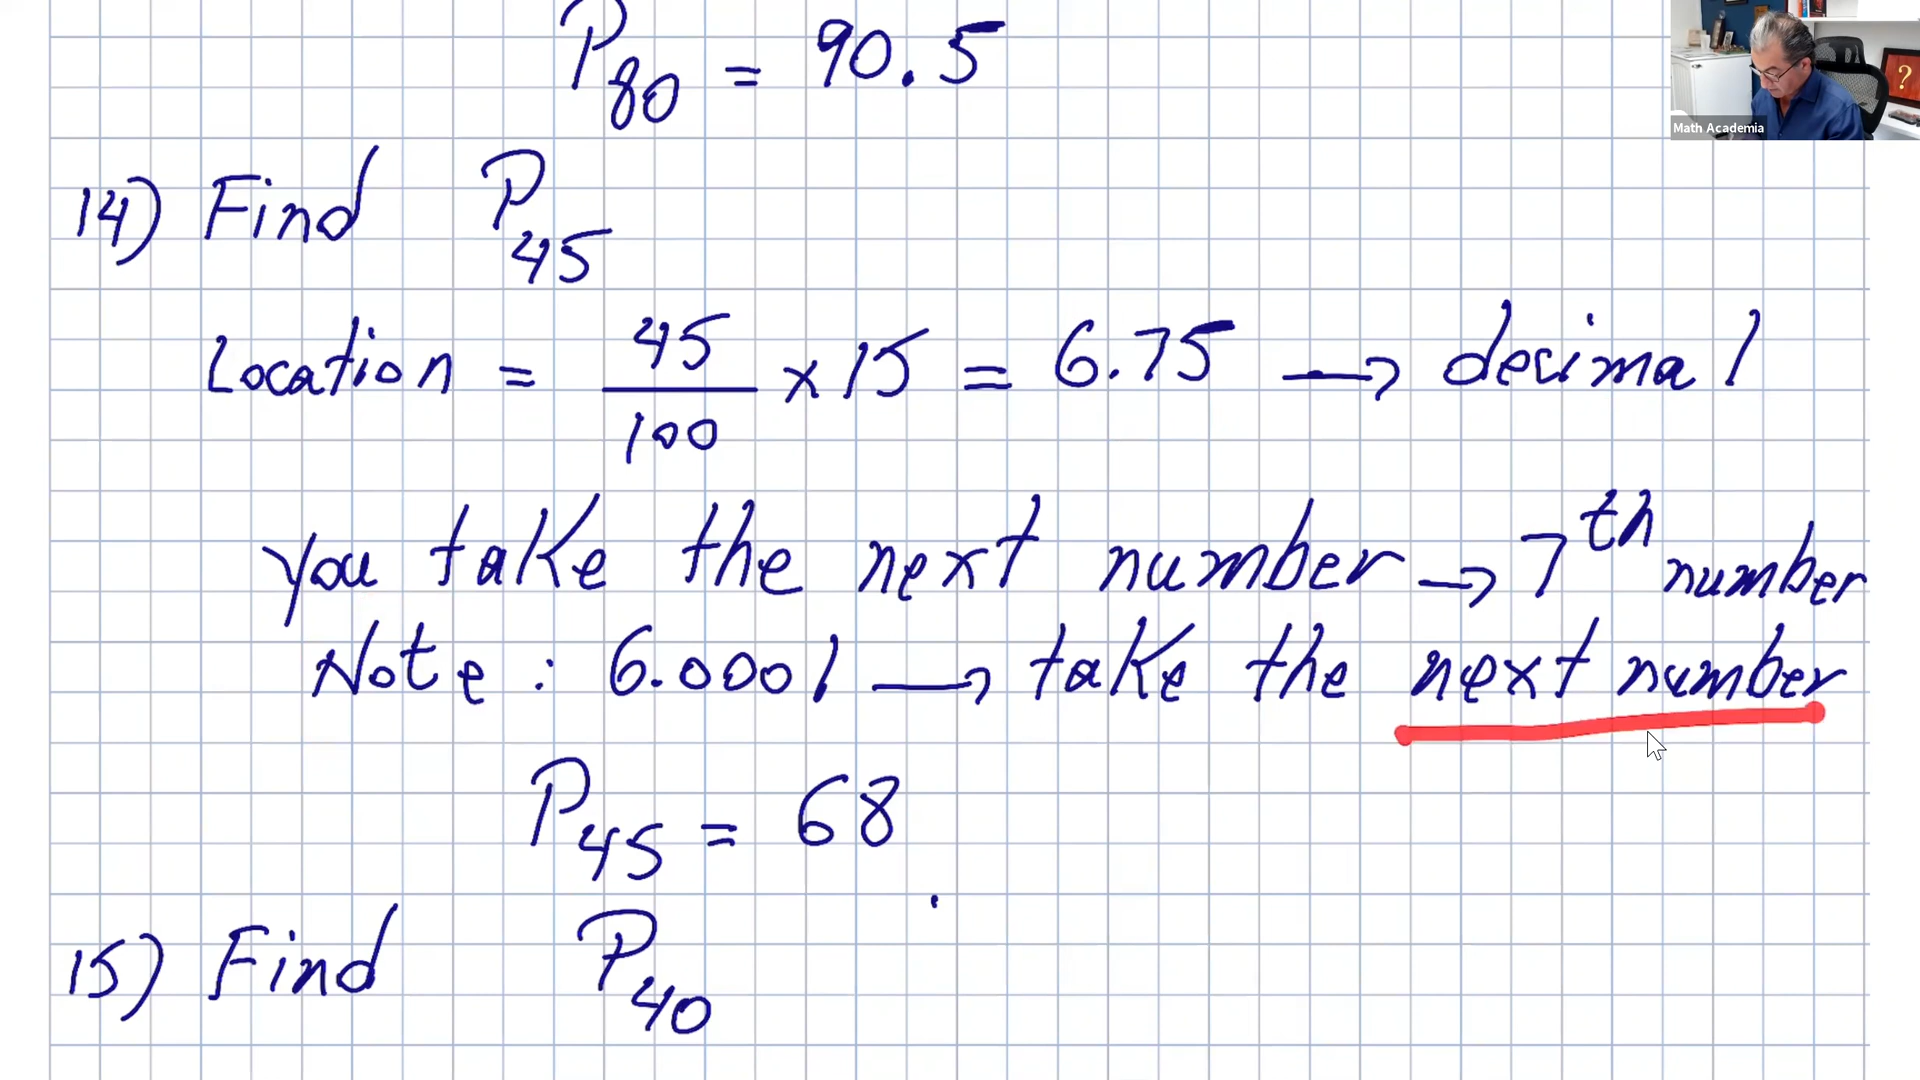 P80 = 90.5
Math Academia
14) Find P45
Location = 45/100 × 15 = 6.75 → decimal
You take the next number → 7th number
Note : 6.0001 → take the next number
P45 = 68
15) Find P40
?